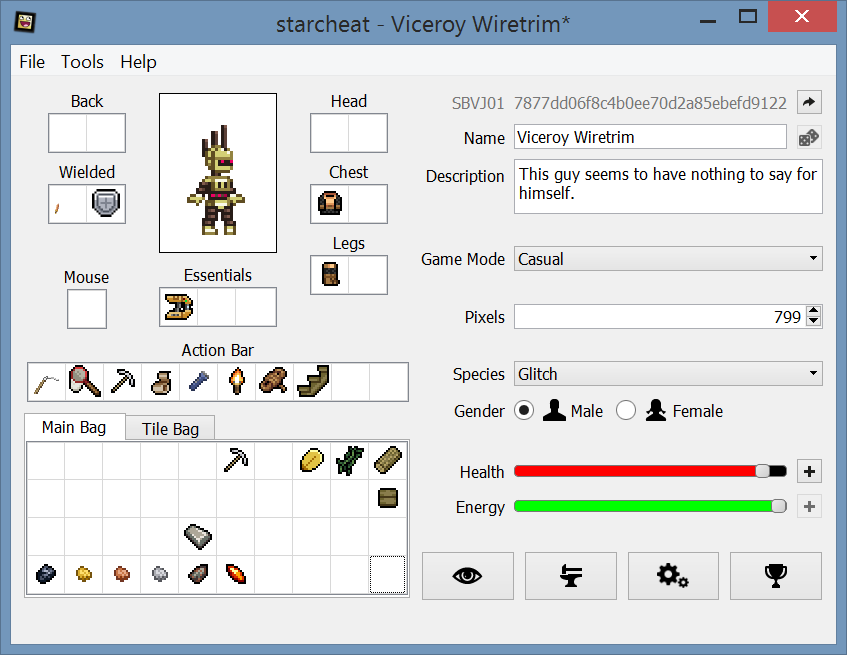 starcheat - Viceroy Wiretrim*
File Tools Help
Back
Head
Wielded
Chest
Legs
Mouse
Essentials
Action Bar
Main Bag
Tile Bag
SBVJ01 7877dd06f8c4b0ee70d2a85ebefd9122
Name Viceroy Wiretrim
Description This guy seems to have nothing to say for
himself.
Game Mode Casual
Pixels 799
Species Glitch
Gender Male Female
Health
Energy